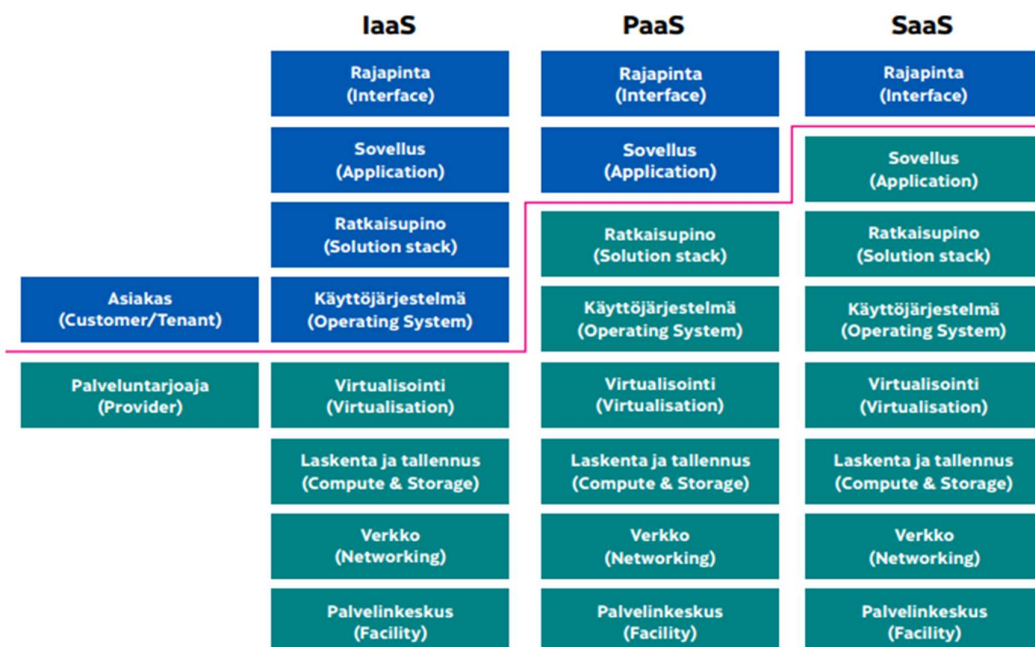 IaaS
PaaS
SaaS
Rajapinta
(Interface)
Rajapinta
(Interface)
Rajapinta
(Interface)
Sovellus
(Application)
Sovellus
(Application)
Sovellus
(Application)
Ratkaisupino
(Solution stack)
Ratkaisupino
(Solution stack)
Ratkaisupino
(Solution stack)
Asiakas
(Customer/Tenant)
Käyttöjärjestelmä
(Operating System)
Käyttöjärjestelmä
(Operating System)
Käyttöjärjestelmä
(Operating System)
Palveluntarjoaja
(Provider)
Virtualisointi
(Virtualisation)
Virtualisointi
(Virtualisation)
Virtualisointi
(Virtualisation)
Laskenta ja tallennus
(Compute & Storage)
Laskenta ja tallennus
(Compute & Storage)
Laskenta ja tallennus
(Compute & Storage)
Verkko
(Networking)
Verkko
(Networking)
Verkko
(Networking)
Palvelinkeskus
(Facility)
Palvelinkeskus
(Facility)
Palvelinkeskus
(Facility)